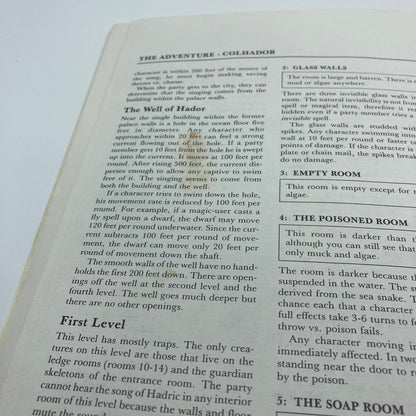 THE ADVENTURE - COLHADOR
character is within 200 feet of the source of
the song, he must begin making saving
throws vs. charm.
When the party gets to the city, they can
determine that the singing comes from the
building within the palace walls.
The Well of Hador
Near the single building within the former
palace walls is a hole in the ocean floor five
feet in diameter. Any character who
approaches within 20 feet can feel a strong
current flowing out of the hole. If a party
member gets 10 feet from the hole he is swept
up into the current. It moves at 100 feet per
round. After rising 500 feet, the current dis-
perses enough to allow any captive to swim
free of it. The singing seems to come from
both the building and the well.
If a character tries to swim down the hole,
his movement rate is reduced by 100 feet per
round. For example, if a magic-user casts a
fly spell upon a dwarf, the dwarf may move
120 feet per round underwater. Since the cur-
rent subtracts 100 feet per round of move-
ment, the dwarf can move only 20 feet per
round of movement down the shaft.
The smooth walls of the well have no hand-
holds the first 200 feet down. There are open-
ings off the well at the second level and the
fourth level. The well goes much deeper but
there are no other openings.
First Level
This level has mostly traps. The only crea-
tures on this level are those that live on the
ledge rooms (rooms 10-14) and the guardian
skeletons of the entrance room. The party
cannot hear the song of Hadric in any interior
room of this level because the walls and floor
mute the
2: GLASS WALLS
The room is large and barren. There is
mud or algae anywhere.
There are three invisible glass walls in
room. The natural invisibility is not from
spell or magical item, therefore is re
hidden even if a party member tries a
invisible spell.
The glass walls are studded wi
spikes. Any character swimming into
wall at 10 feet per round or faster ta
points of damage. If the character is
plate or chain mail, the spikes break
do no damage.
3: EMPTY ROOM
This room is empty except for
algae.
4: THE POISONED ROOM
This room is darker than t
although you can still see that
only muck and algae.
The room is darker because th
suspended in the water. The su
derived from the sea snake. T
chance each that a character
full effects take 3-6 turns to
throw vs. poison fails.
Any character moving in
immediately affected. In two
standing near the door to re
by the poison.
5: THE SOAP ROOM